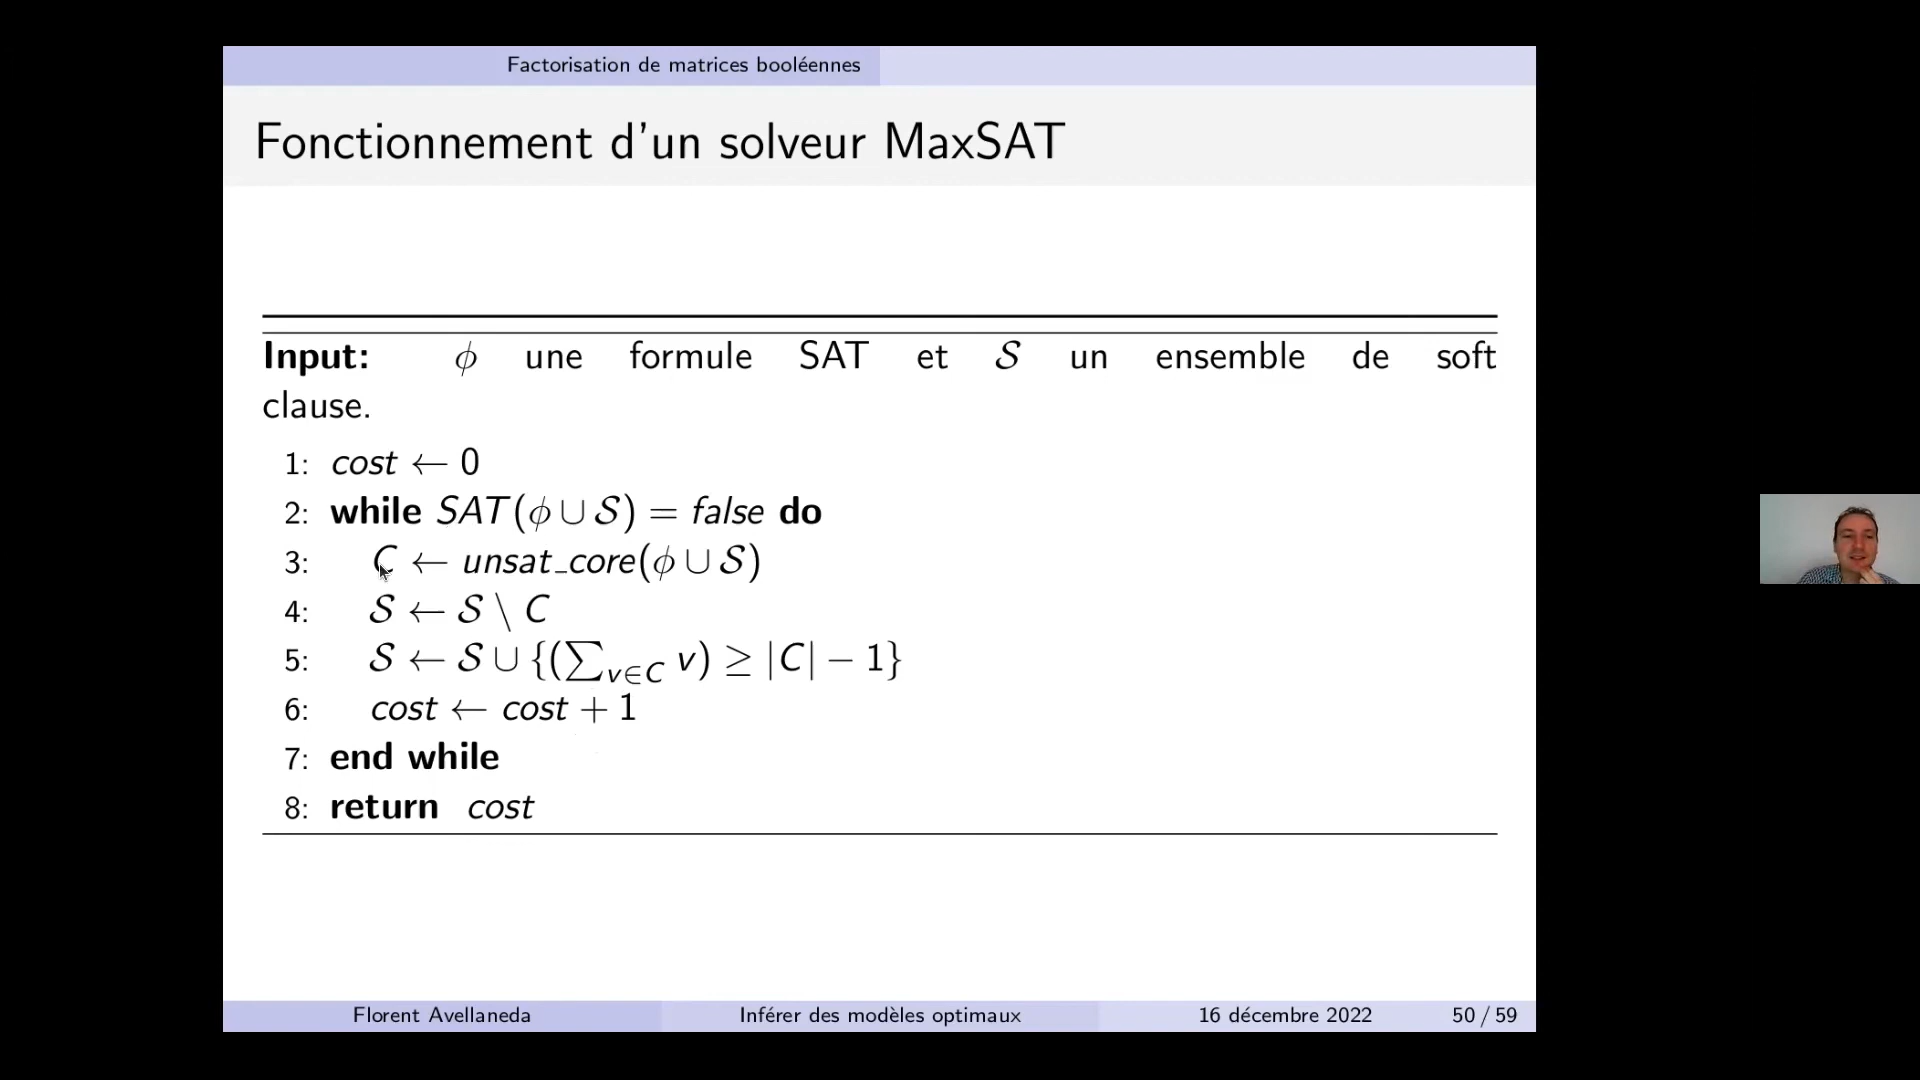 Factorisation de matrices booléennes
Fonctionnement d'un solveur MaxSAT
Input: ϕ une formule SAT et 𝒮 un ensemble de soft
clause.
1: cost ← 0
2: while SAT(ϕ ∪ 𝒮) = false do
3: C ← unsat_core(ϕ ∪ 𝒮)
4: 𝒮 ← 𝒮 \ C
5: 𝒮 ← 𝒮 ∪ {(∑_{v∈C} v) ≥ |C| − 1}
6: cost ← cost + 1
7: end while
8: return cost
Florent Avellaneda Inférer des modèles optimaux 16 décembre 2022 50 / 59